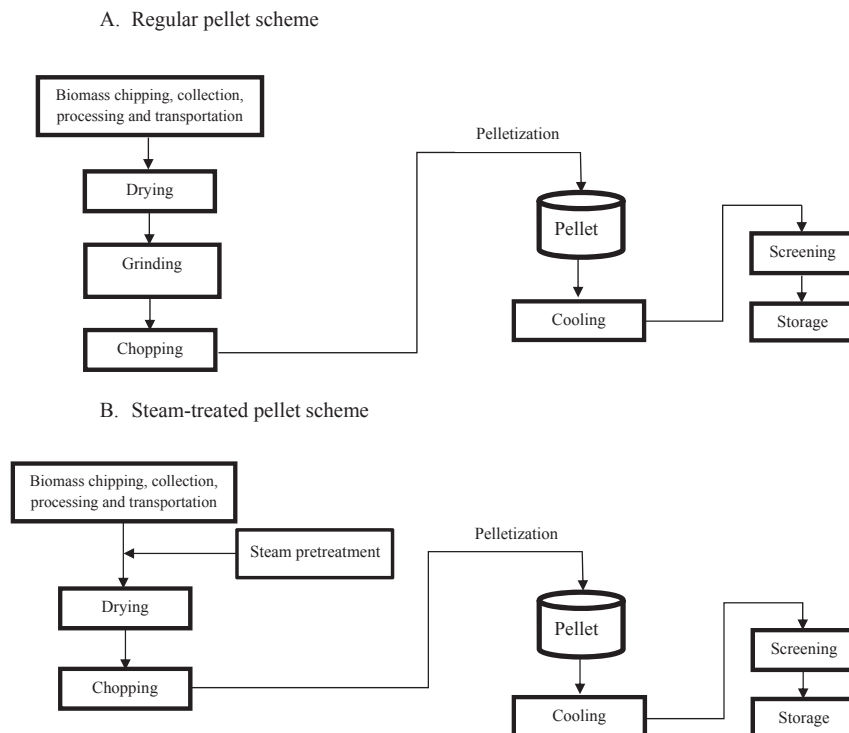 A. Regular pellet scheme
Biomass chipping, collection,
processing and transportation
Drying
Grinding
Chopping
Pelletization
Pellet
Cooling
Screening
Storage
B. Steam-treated pellet scheme
Biomass chipping, collection,
processing and transportation
Steam pretreatment
Drying
Chopping
Pelletization
Pellet
Cooling
Screening
Storage